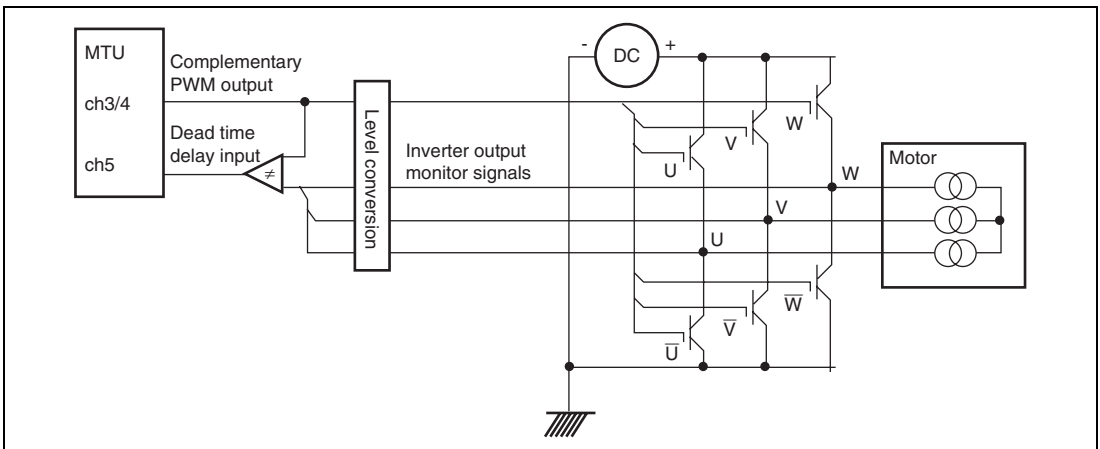 MTU
ch3/4
ch5
Complementary
PWM output
Dead time
delay input
≠
Level conversion
Inverter output
monitor signals
-
DC
+
W
V
U
W
V
U
W̅
V̅
U̅
Motor